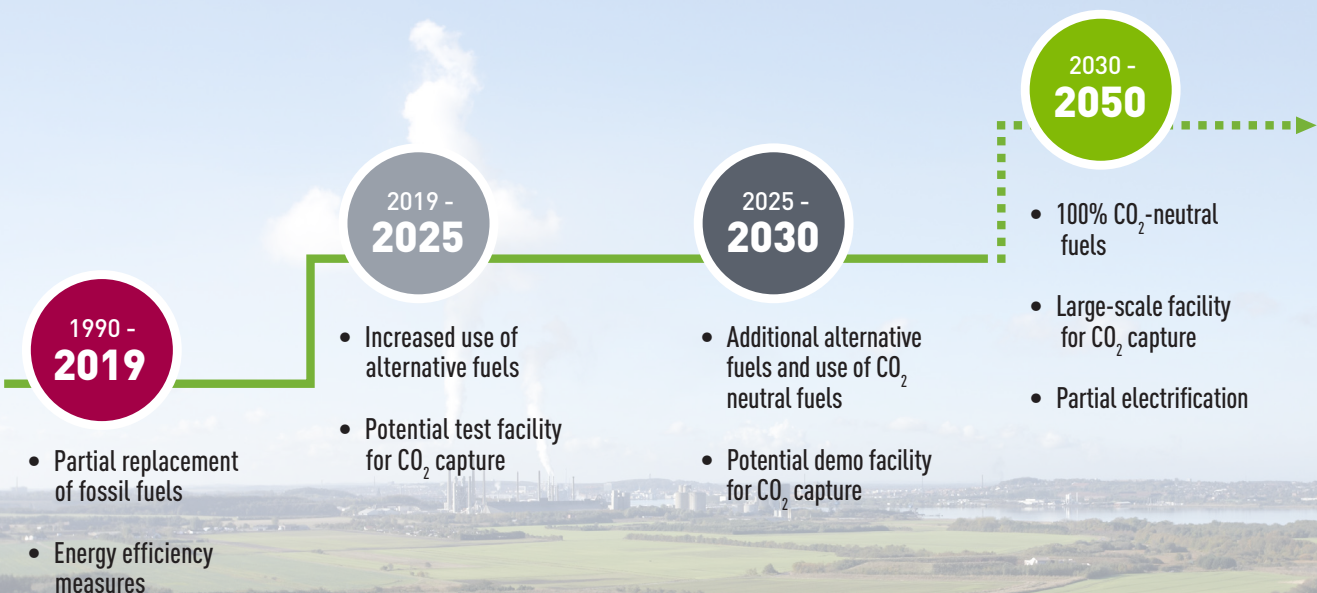 1990 -
2019
• Partial replacement
of fossil fuels
• Energy efficiency
measures
2019 -
2025
• Increased use of
alternative fuels
• Potential test facility
for CO₂ capture
2025 -
2030
• Additional alternative
fuels and use of CO₂
neutral fuels
• Potential demo facility
for CO₂ capture
2030 -
2050
• 100% CO₂-neutral
fuels
• Large-scale facility
for CO₂ capture
• Partial electrification